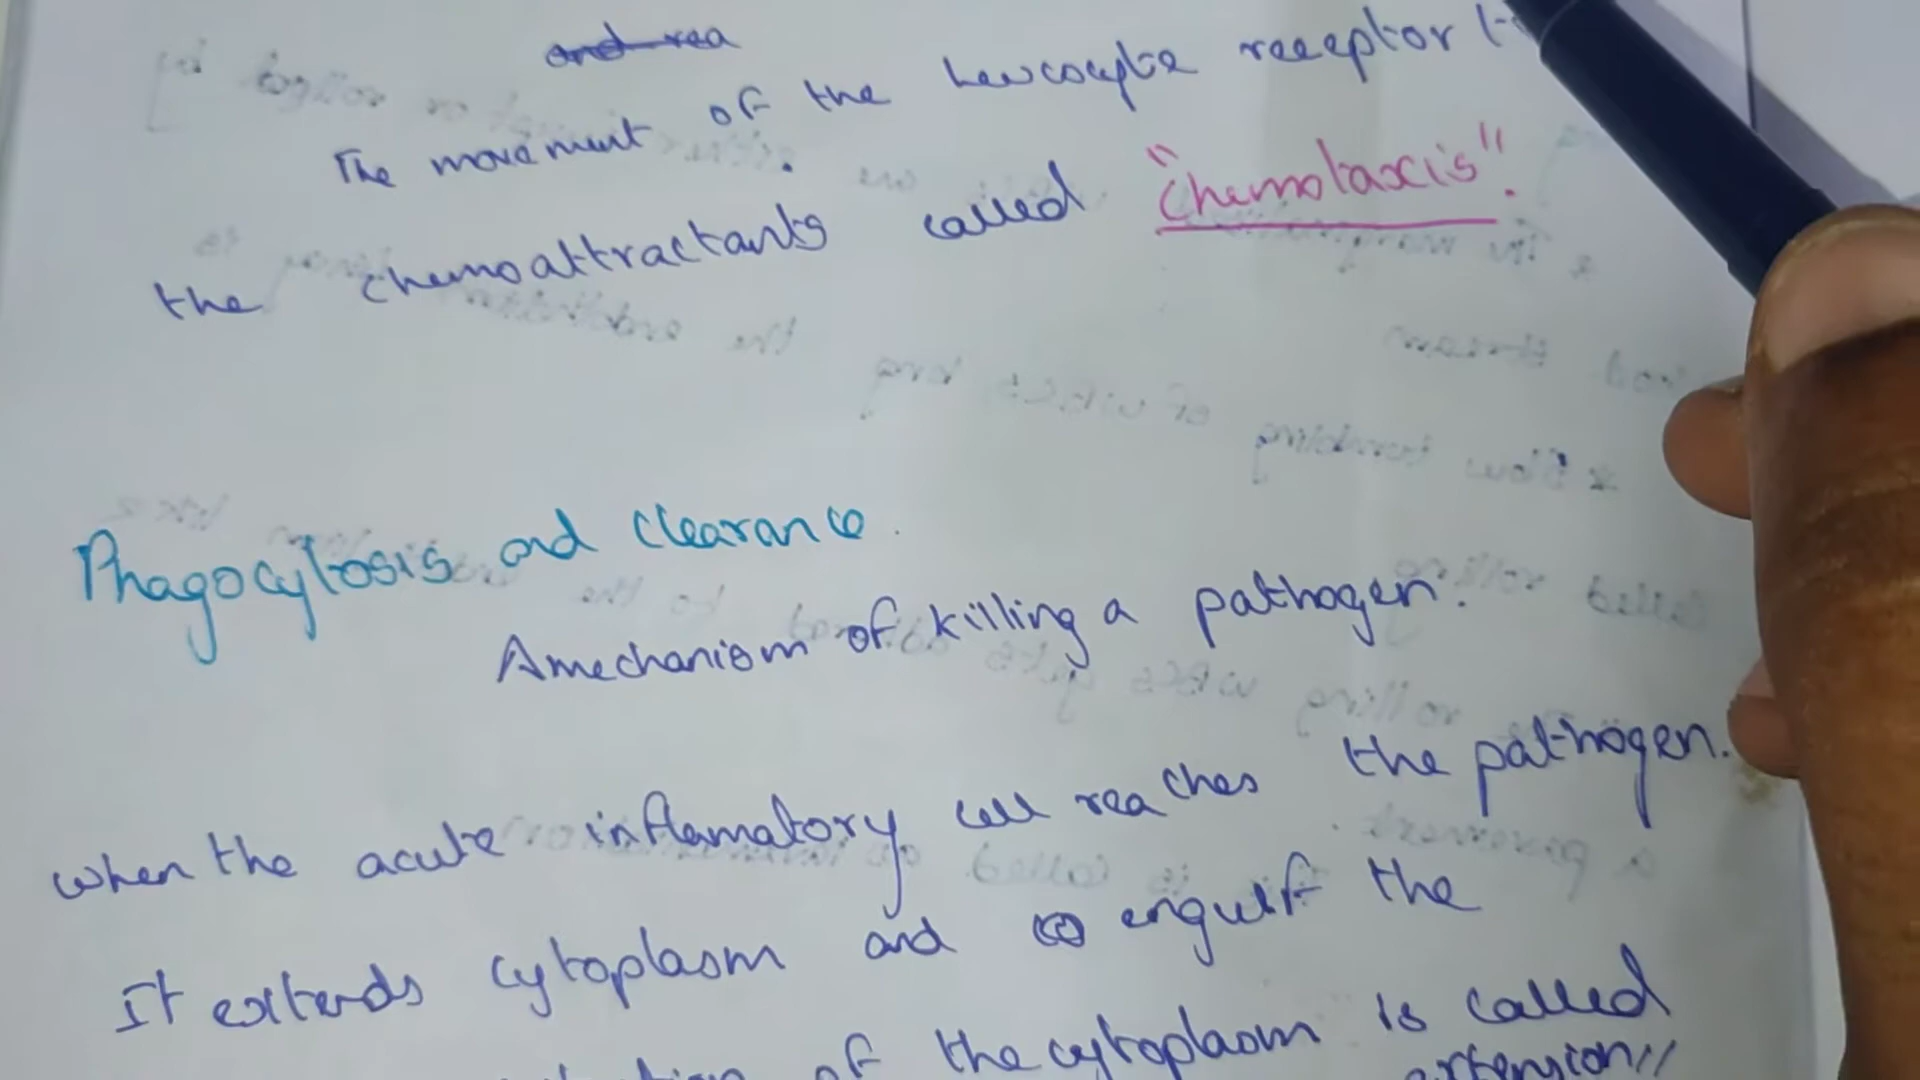 and rea
The movement of the leucocyte receptor
the chemoattractants called "chemotaxis".
Phagocytosis and clearance.
A mechanism of killing a pathogen.
when the acute inflamatory cell reaches the pathogen.
It extends cytoplasm and engulf the
of the cytoplasm is called
extension"